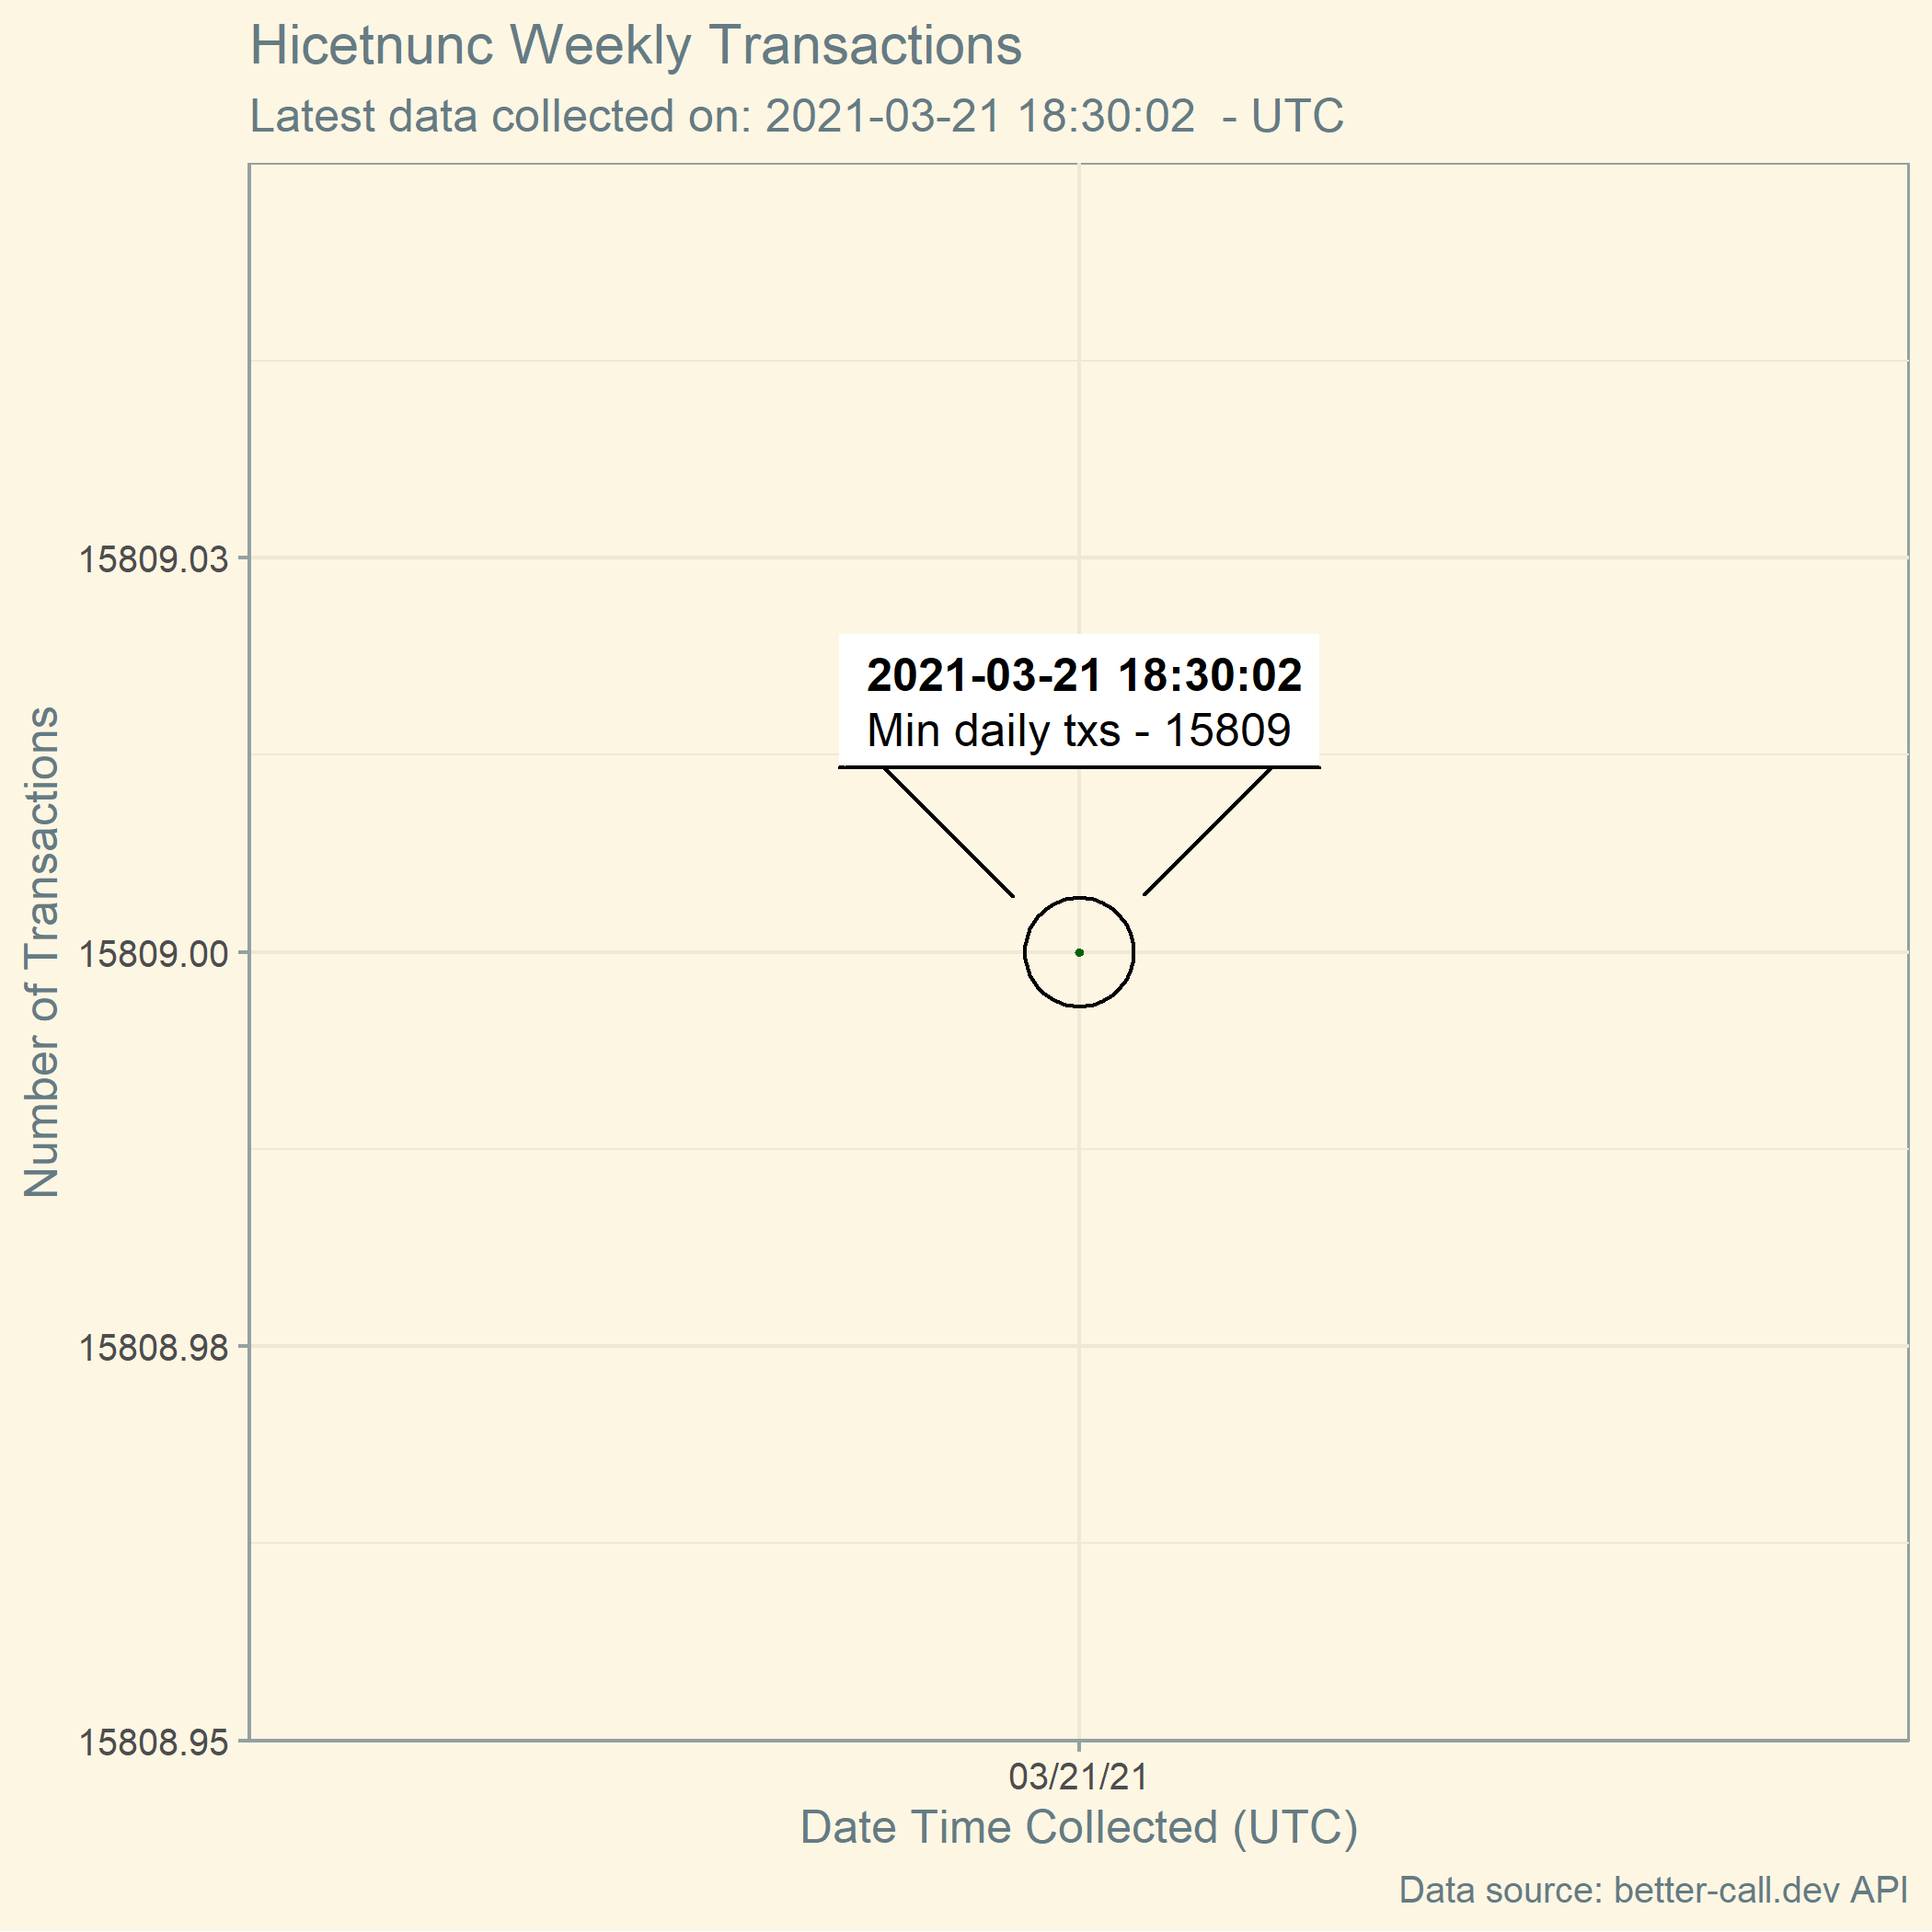 Hicetnunc Weekly Transactions
Latest data collected on: 2021-03-21 18:30:02  - UTC
Number of Transactions
15809.03
15809.00
15808.98
15808.95
2021-03-21 18:30:02
Min daily txs - 15809
03/21/21
Date Time Collected (UTC)
Data source: better-call.dev API